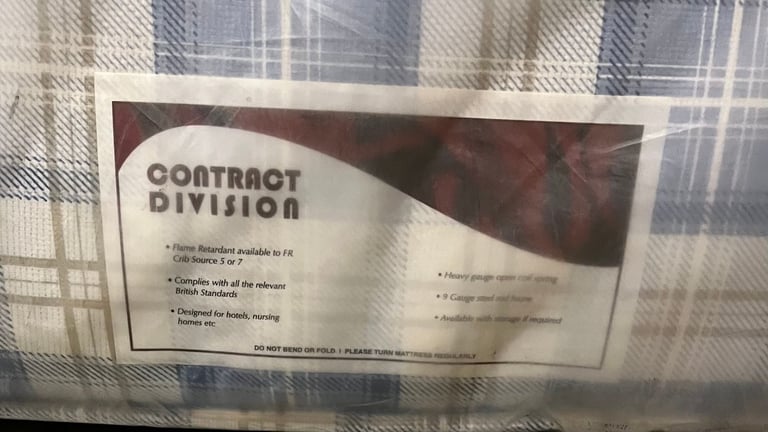 CONTRACT
DIVISION
• Flame Retardant available to FR
Crib Source 5 or 7
• Complies with all the relevant
British Standards
• Designed for hotels, nursing
homes etc
• Heavy gauge open coil spring
• 9 Gauge steel rod frame
• Available with storage if required
DO NOT BEND OR FOLD | PLEASE TURN MATTRESS REGULARLY